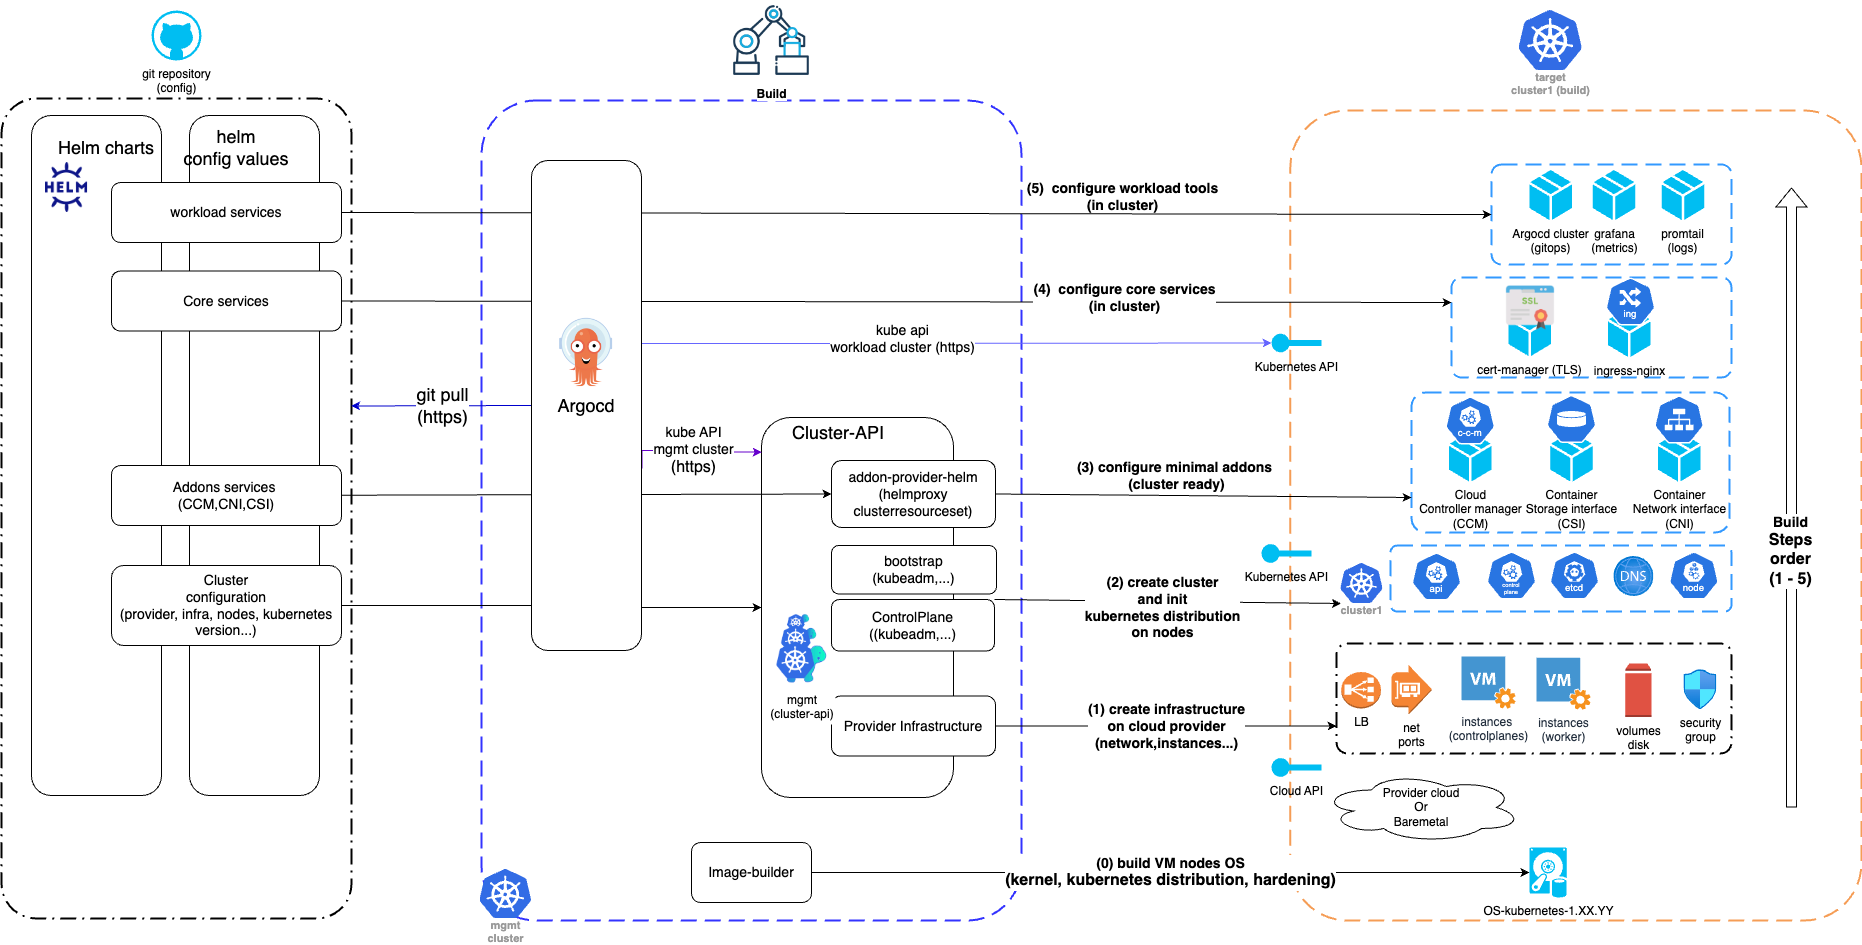 git repository
(config)
Build
target
cluster1 (build)
Helm charts
HELM
helm
config values
workload services
Core services
Addons services
(CCM,CNI,CSI)
Cluster
configuration
(provider, infra, nodes, kubernetes
version...)
git pull
(https)
Argocd
kube API
mgmt cluster
(https)
Cluster-API
addon-provider-helm
(helmproxy
clusterresourceset)
bootstrap
(kubeadm,...)
ControlPlane
((kubeadm,...)
mgmt
(cluster-api)
Provider Infrastructure
Image-builder
mgmt
cluster
(5) configure workload tools
(in cluster)
(4) configure core services
(in cluster)
kube api
workload cluster (https)
Kubernetes API
(3) configure minimal addons
(cluster ready)
(2) create cluster
and init
kubernetes distribution
on nodes
Kubernetes API
(1) create infrastructure
on cloud provider
(network,instances...)
Cloud API
(0) build VM nodes OS
(kernel, kubernetes distribution, hardening)
Argocd cluster
(gitops)
grafana
(metrics)
promtail
(logs)
SSL
ing
cert-manager (TLS)
ingress-nginx
c-c-m
Cloud
Controller manager
(CCM)
Container
Storage interface
(CSI)
Container
Network interface
(CNI)
cluster1
api
control
plane
etcd
DNS
node
LB
net
ports
VM
instances
(controlplanes)
VM
instances
(worker)
volumes
disk
security
group
Provider cloud
Or
Baremetal
OS-kubernetes-1.XX.YY
Build
Steps
order
(1 - 5)